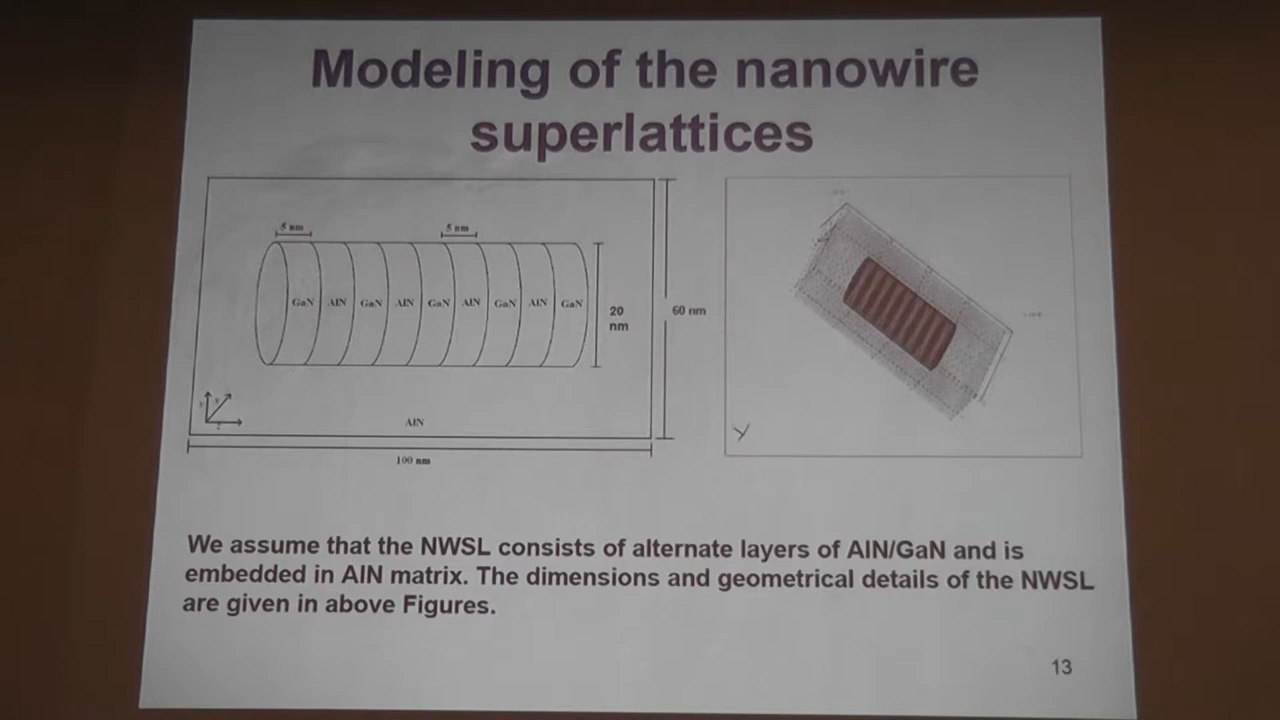 Modeling of the nanowire
superlattices
5 nm
5 nm
GaN AlN GaN AlN GaN AlN GaN AlN GaN
20
nm
60 nm
AlN
100 nm
We assume that the NWSL consists of alternate layers of AlN/GaN and is
embedded in AlN matrix. The dimensions and geometrical details of the NWSL
are given in above Figures.
13